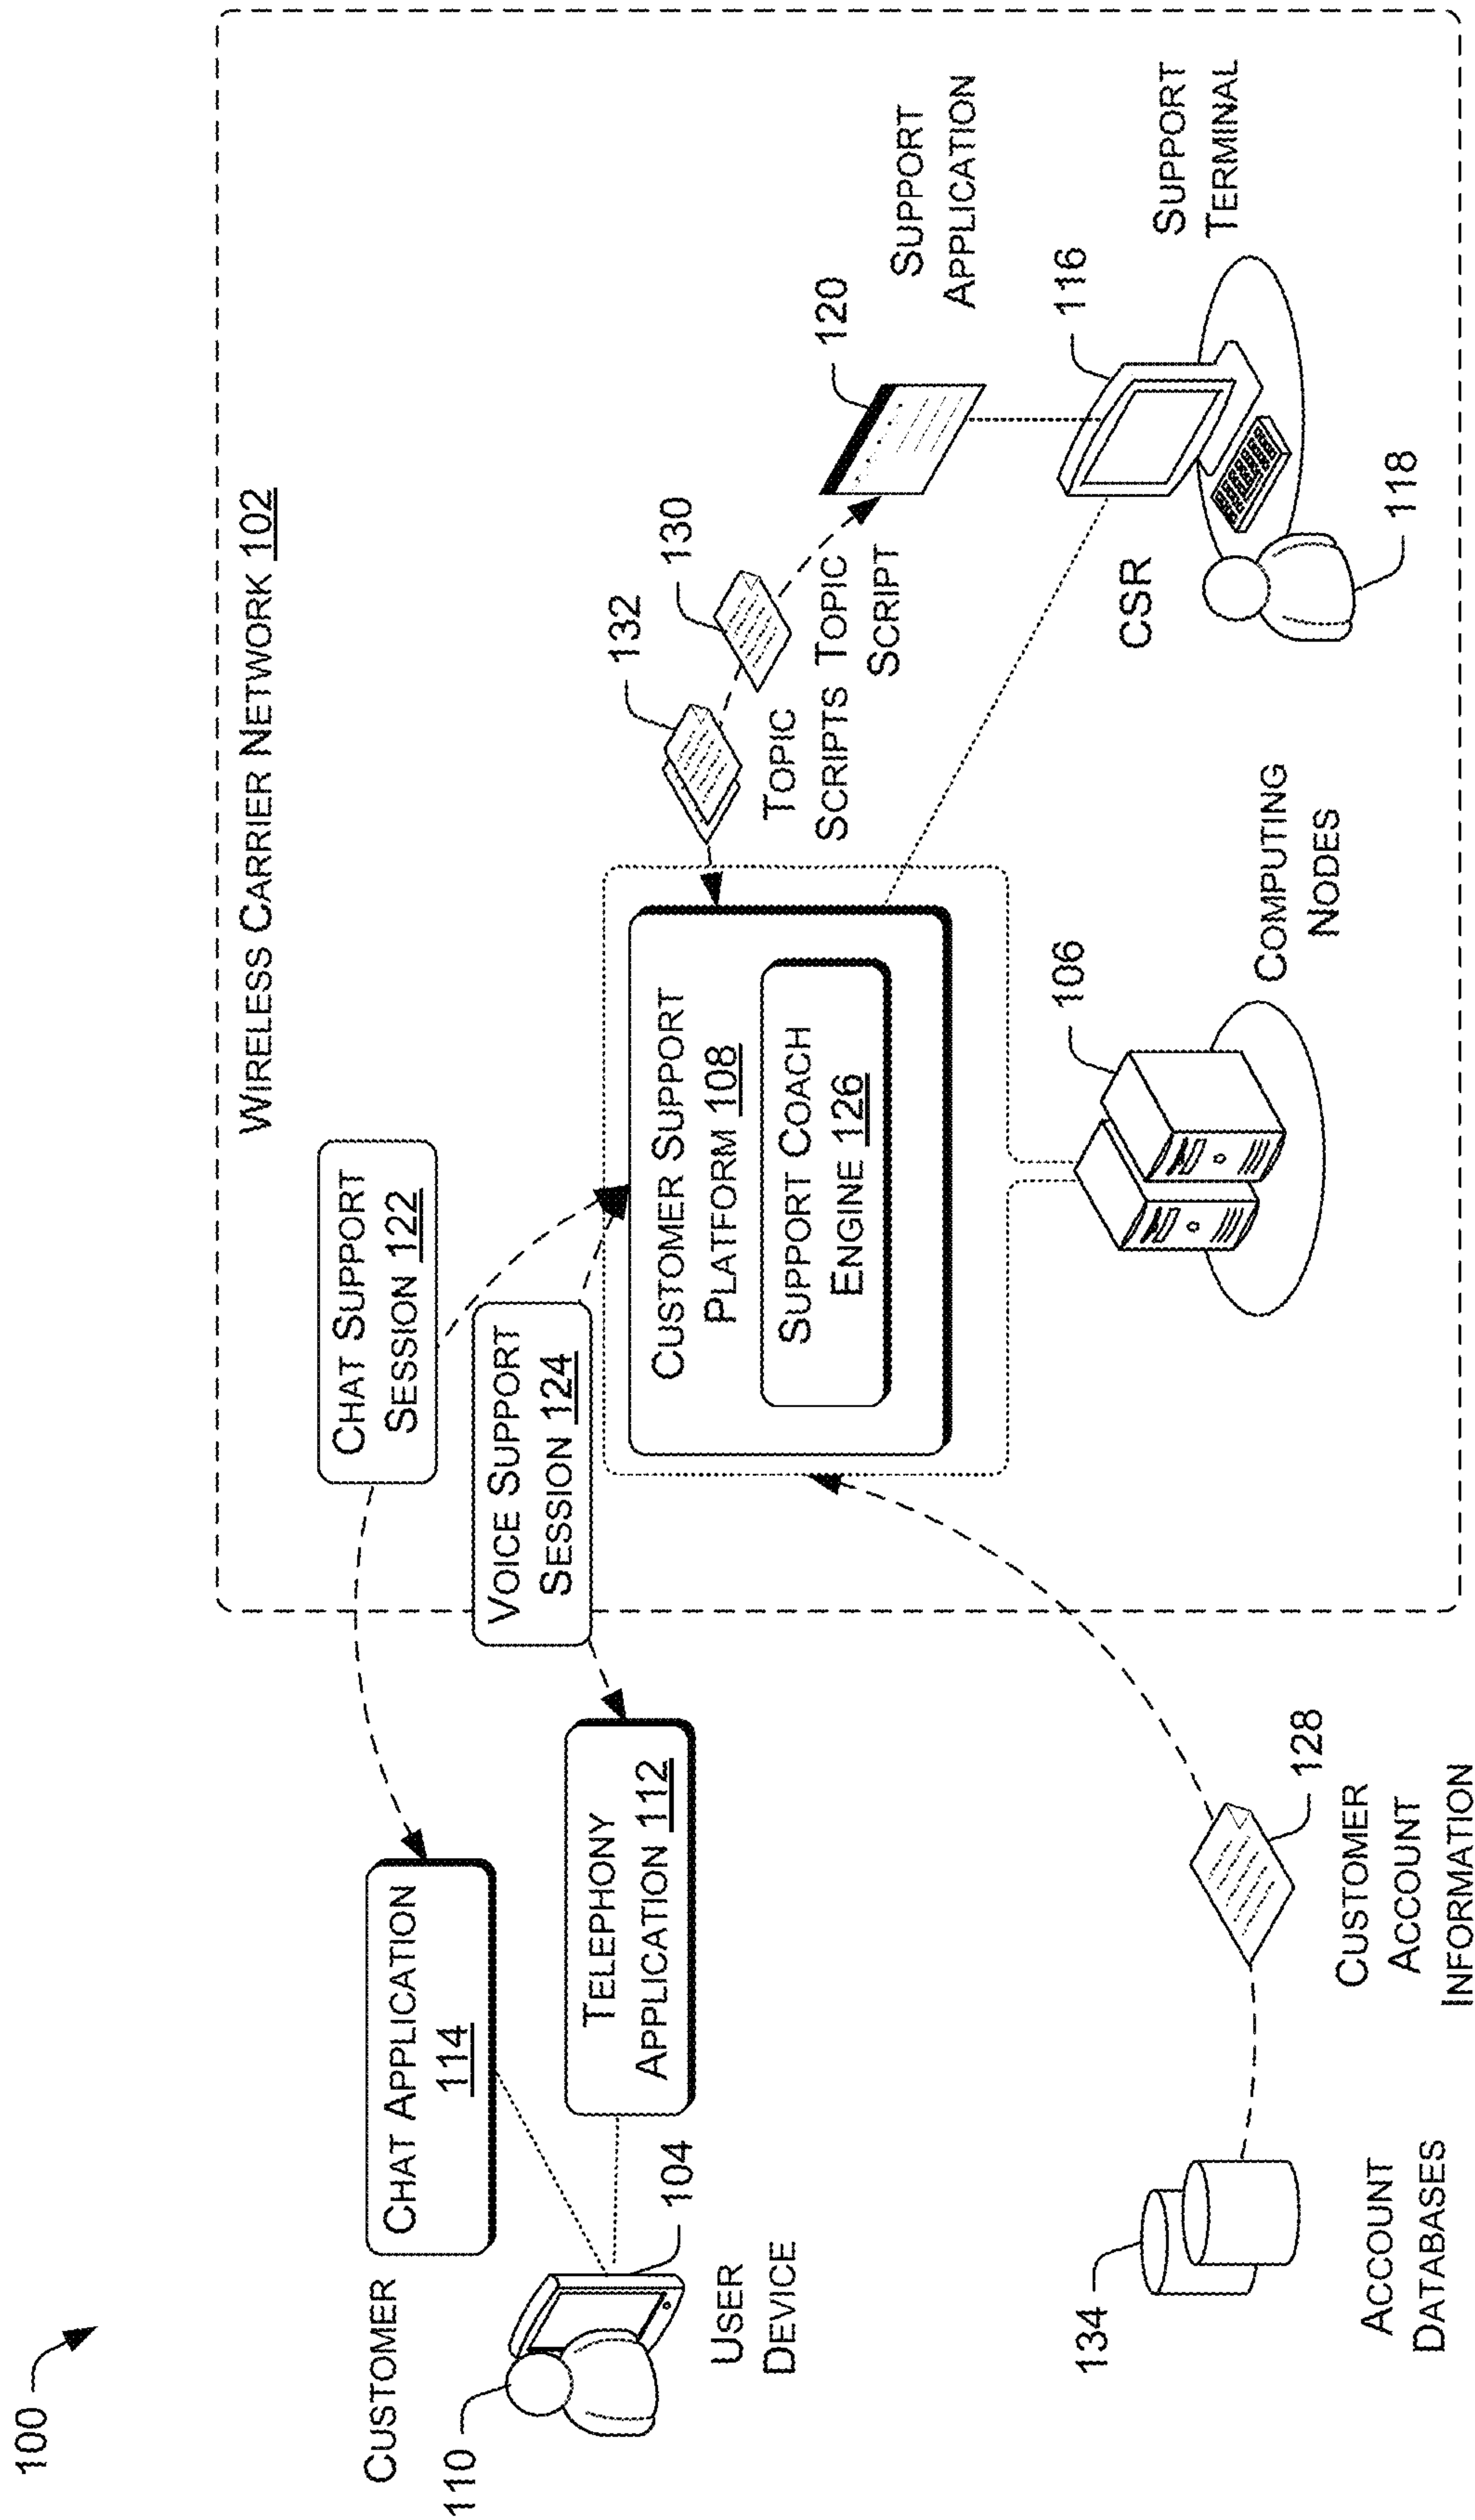 100
WIRELESS CARRIER NETWORK 102
CHAT SUPPORT
SESSION 122
CUSTOMER
CHAT APPLICATION
114
VOICE SUPPORT
SESSION 124
110
TELEPHONY
APPLICATION 112
104
USER
DEVICE
132
130
120
TOPIC
SCRIPTS
TOPIC
SCRIPT
SUPPORT
APPLICATION
CUSTOMER SUPPORT
PLATFORM 108
SUPPORT COACH
ENGINE 126
116
CSR
SUPPORT
TERMINAL
118
106
COMPUTING
NODES
134
ACCOUNT
DATABASES
128
CUSTOMER
ACCOUNT
INFORMATION